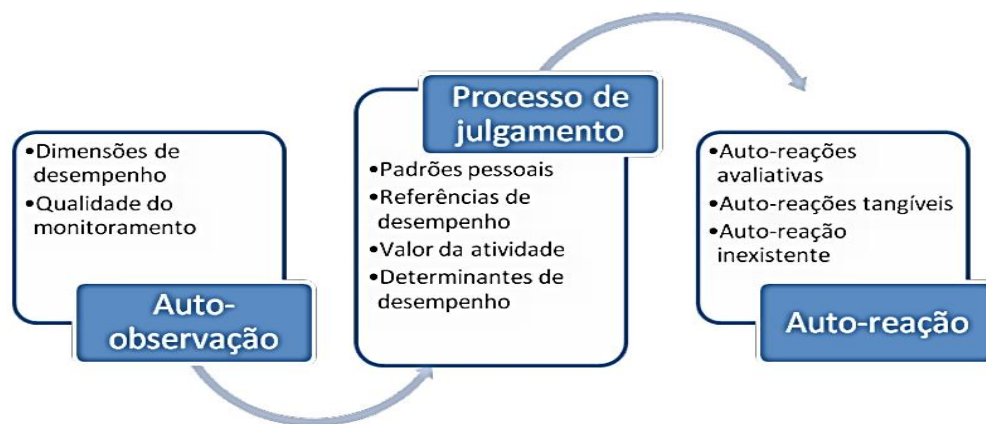 •Dimensões de
desempenho
•Qualidade do
monitoramento
Auto-
observação
Processo de
julgamento
•Padrões pessoais
•Referências de
desempenho
•Valor da atividade
•Determinantes de
desempenho
•Auto-reações
avaliativas
•Auto-reações tangíveis
•Auto-reação
inexistente
Auto-reação